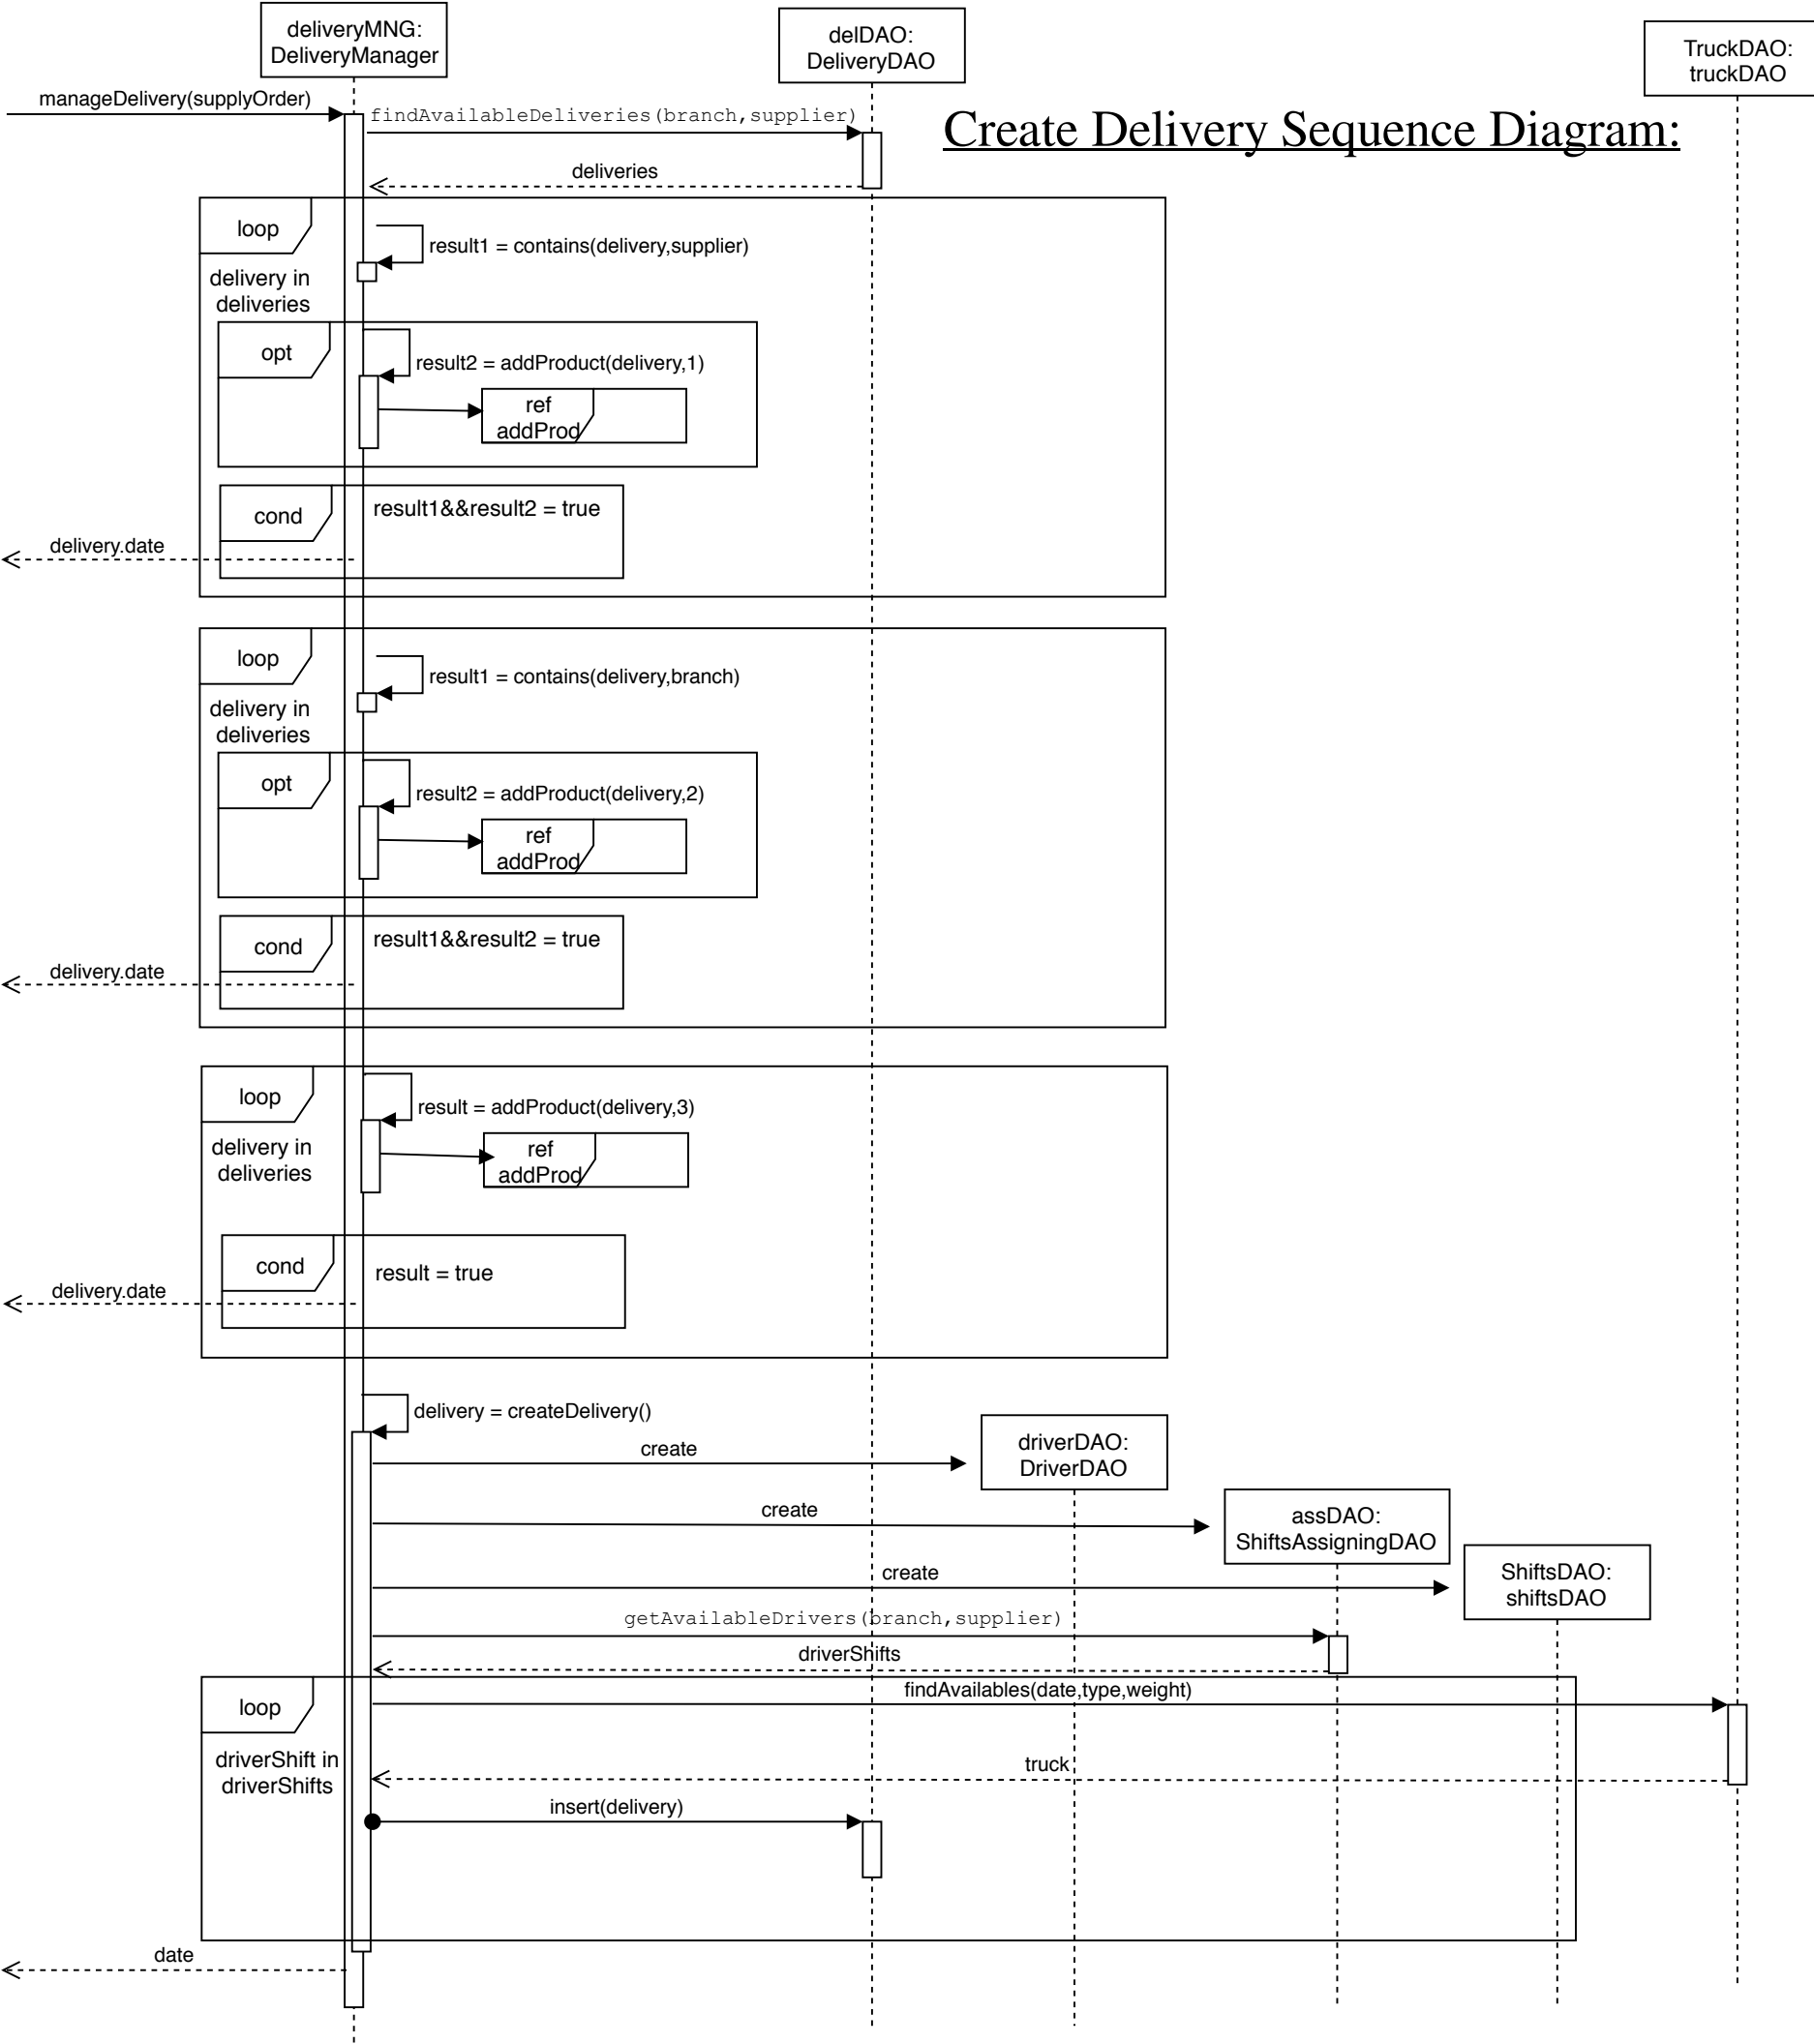 deliveryMNG:
DeliveryManager
delDAO:
DeliveryDAO
TruckDAO:
truckDAO
manageDelivery(supplyOrder)
findAvailableDeliveries(branch,supplier)
Create Delivery Sequence Diagram:
deliveries
loop
result1 = contains(delivery,supplier)
delivery in
deliveries
opt
result2 = addProduct(delivery,1)
ref
addProd
cond
result1&&result2 = true
delivery.date
loop
result1 = contains(delivery,branch)
delivery in
deliveries
opt
result2 = addProduct(delivery,2)
ref
addProd
cond
result1&&result2 = true
delivery.date
loop
result = addProduct(delivery,3)
delivery in
deliveries
ref
addProd
cond
result = true
delivery.date
delivery = createDelivery()
create
driverDAO:
DriverDAO
create
assDAO:
ShiftsAssigningDAO
create
ShiftsDAO:
shiftsDAO
getAvailableDrivers(branch,supplier)
driverShifts
loop
findAvailables(date,type,weight)
driverShift in
driverShifts
truck
insert(delivery)
date